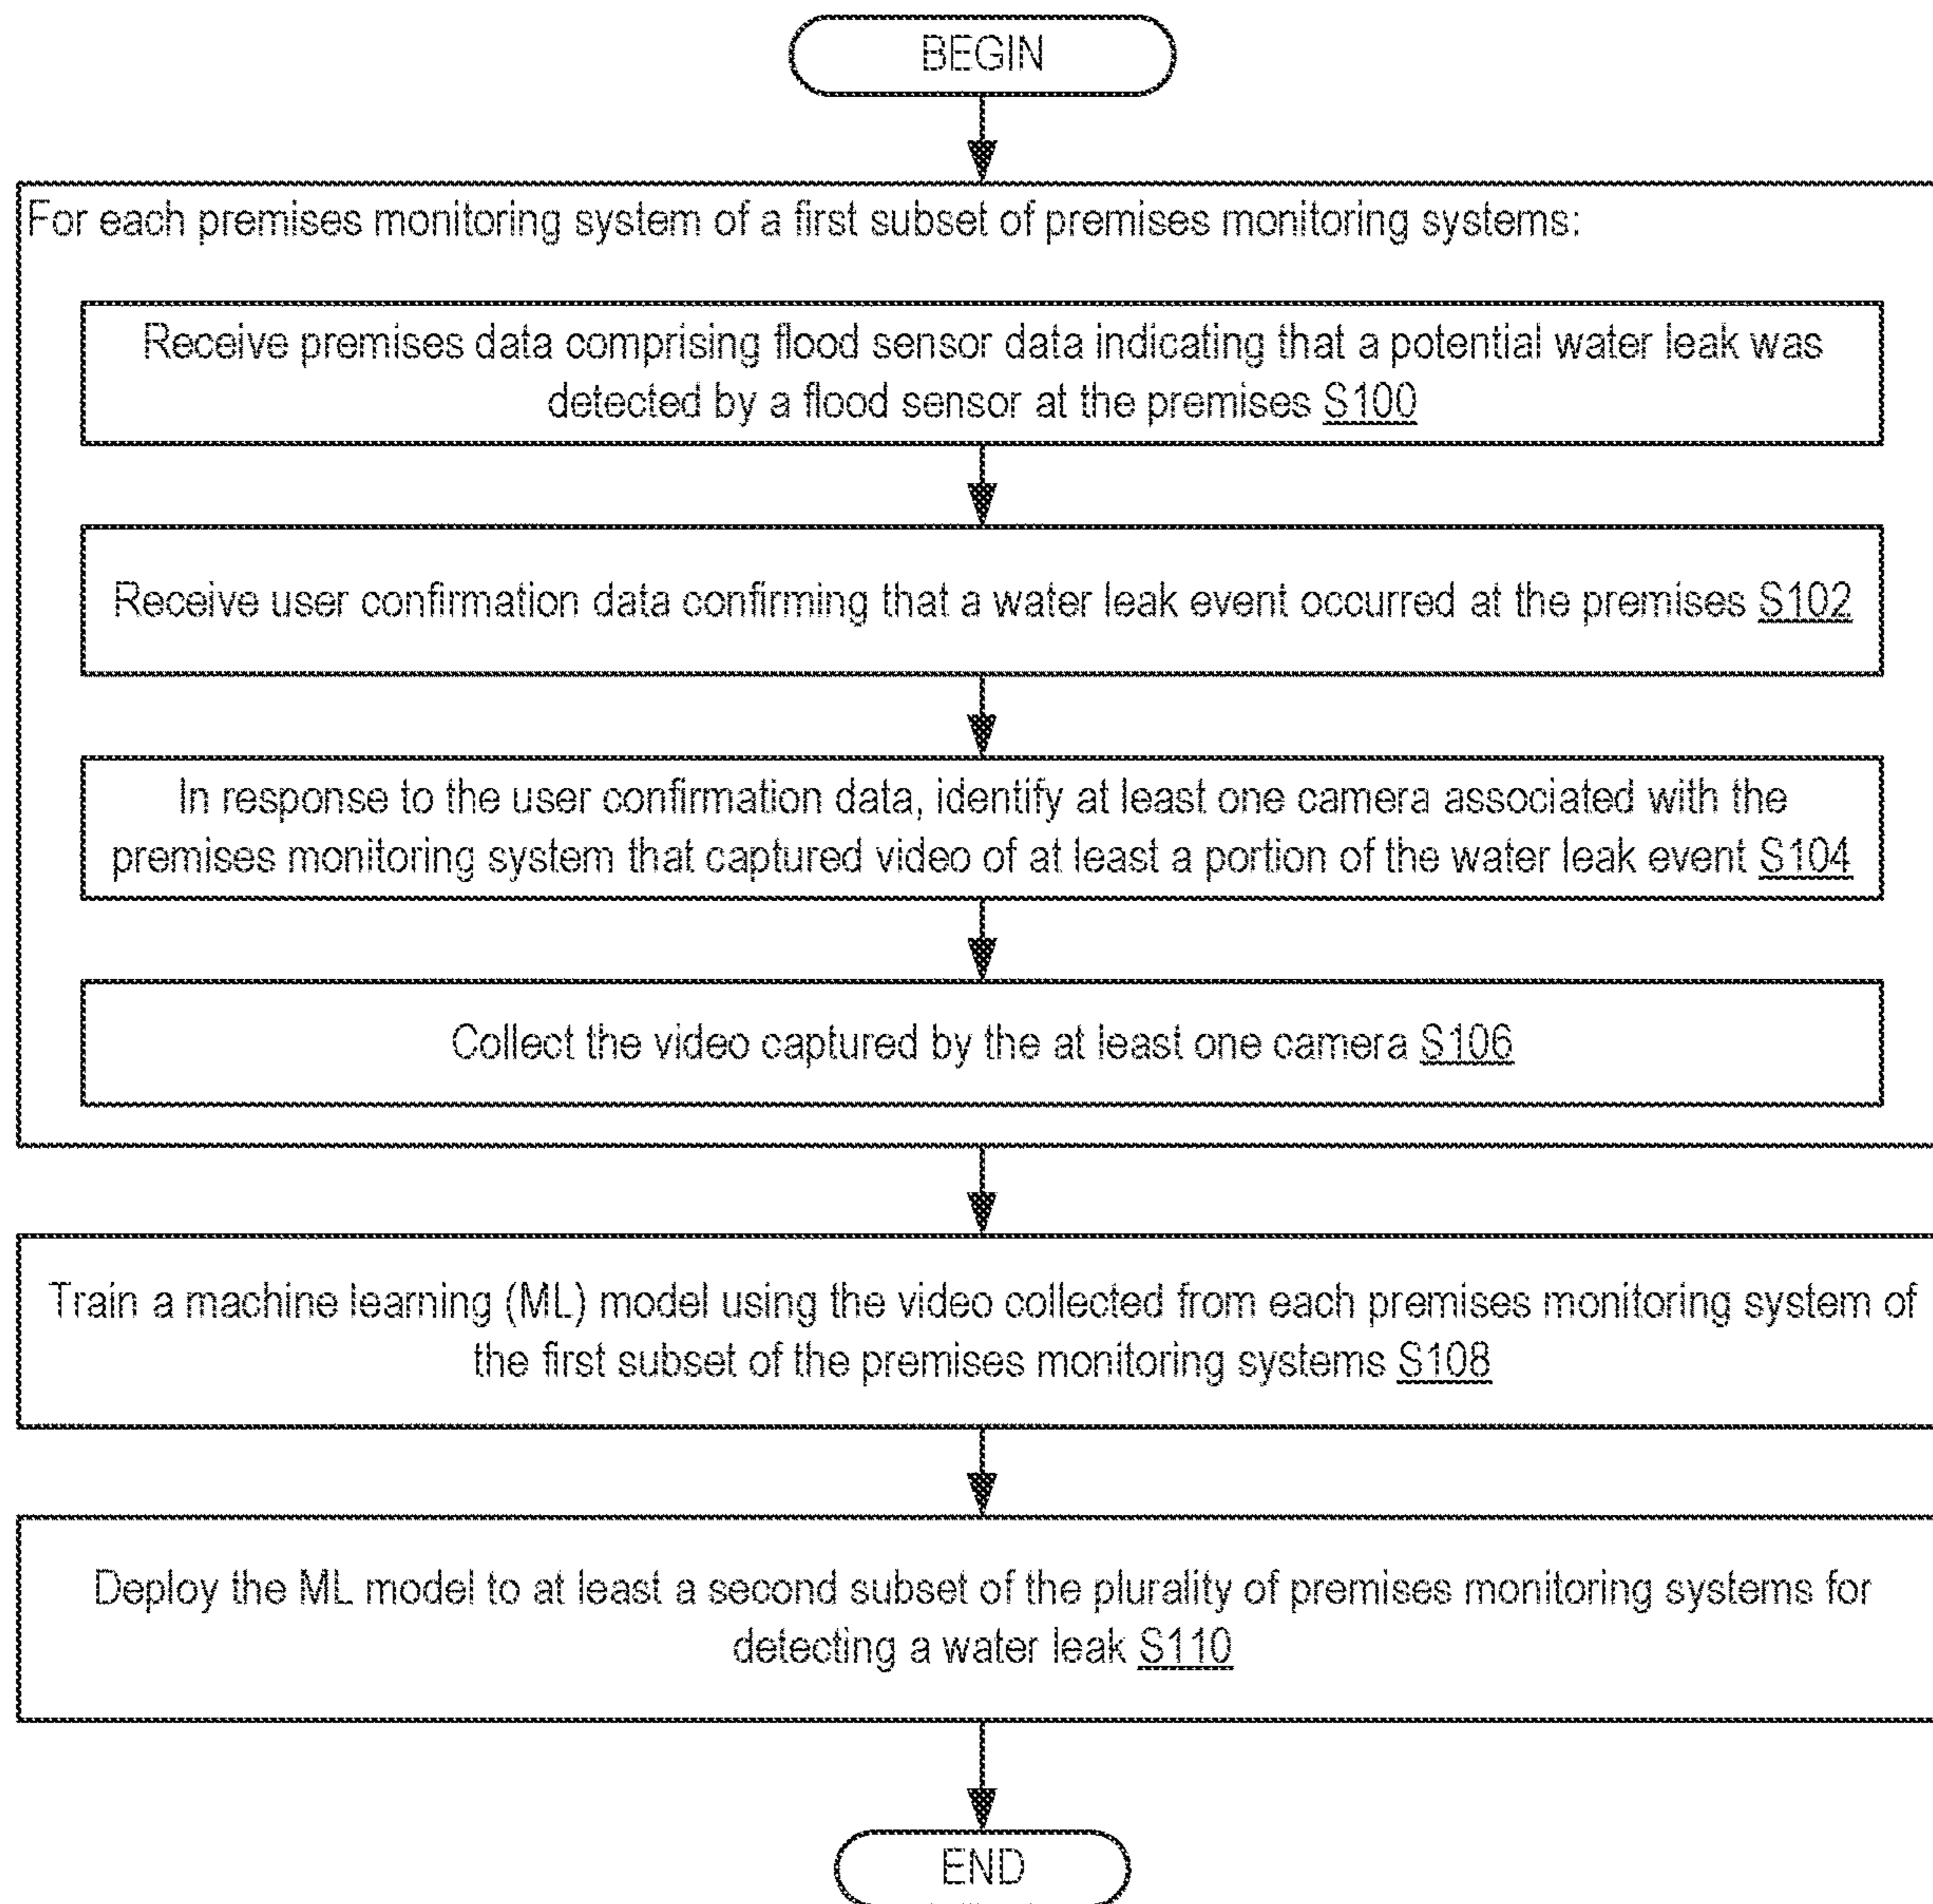 BEGIN
For each premises monitoring system of a first subset of premises monitoring systems:
Receive premises data comprising flood sensor data indicating that a potential water leak was
detected by a flood sensor at the premises S100
Receive user confirmation data confirming that a water leak event occurred at the premises S102
In response to the user confirmation data, identify at least one camera associated with the
premises monitoring system that captured video of at least a portion of the water leak event S104
Collect the video captured by the at least one camera S106
Train a machine learning (ML) model using the video collected from each premises monitoring system of
the first subset of the premises monitoring systems S108
Deploy the ML model to at least a second subset of the plurality of premises monitoring systems for
detecting a water leak S110
END